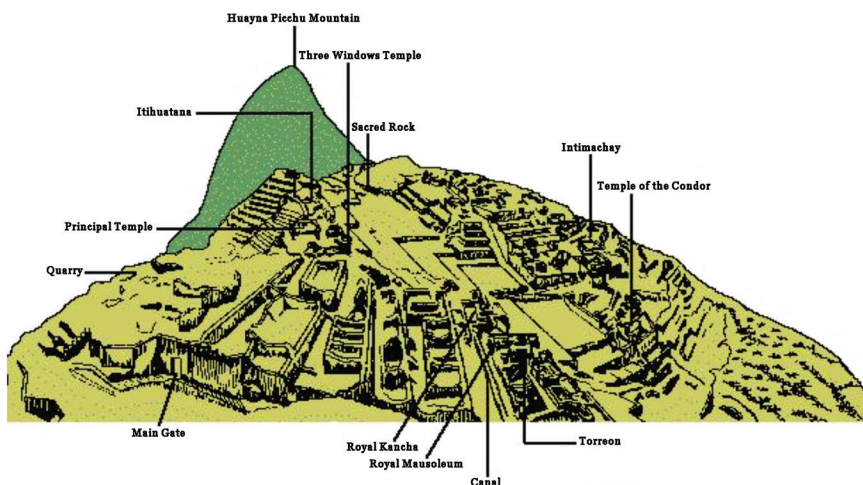 Huayna Picchu Mountain
Three Windows Temple
Itihuatana
Sacred Rock
Intimachay
Temple of the Condor
Principal Temple
Quarry
Main Gate
Royal Kancha
Torreon
Royal Mausoleum
Canal